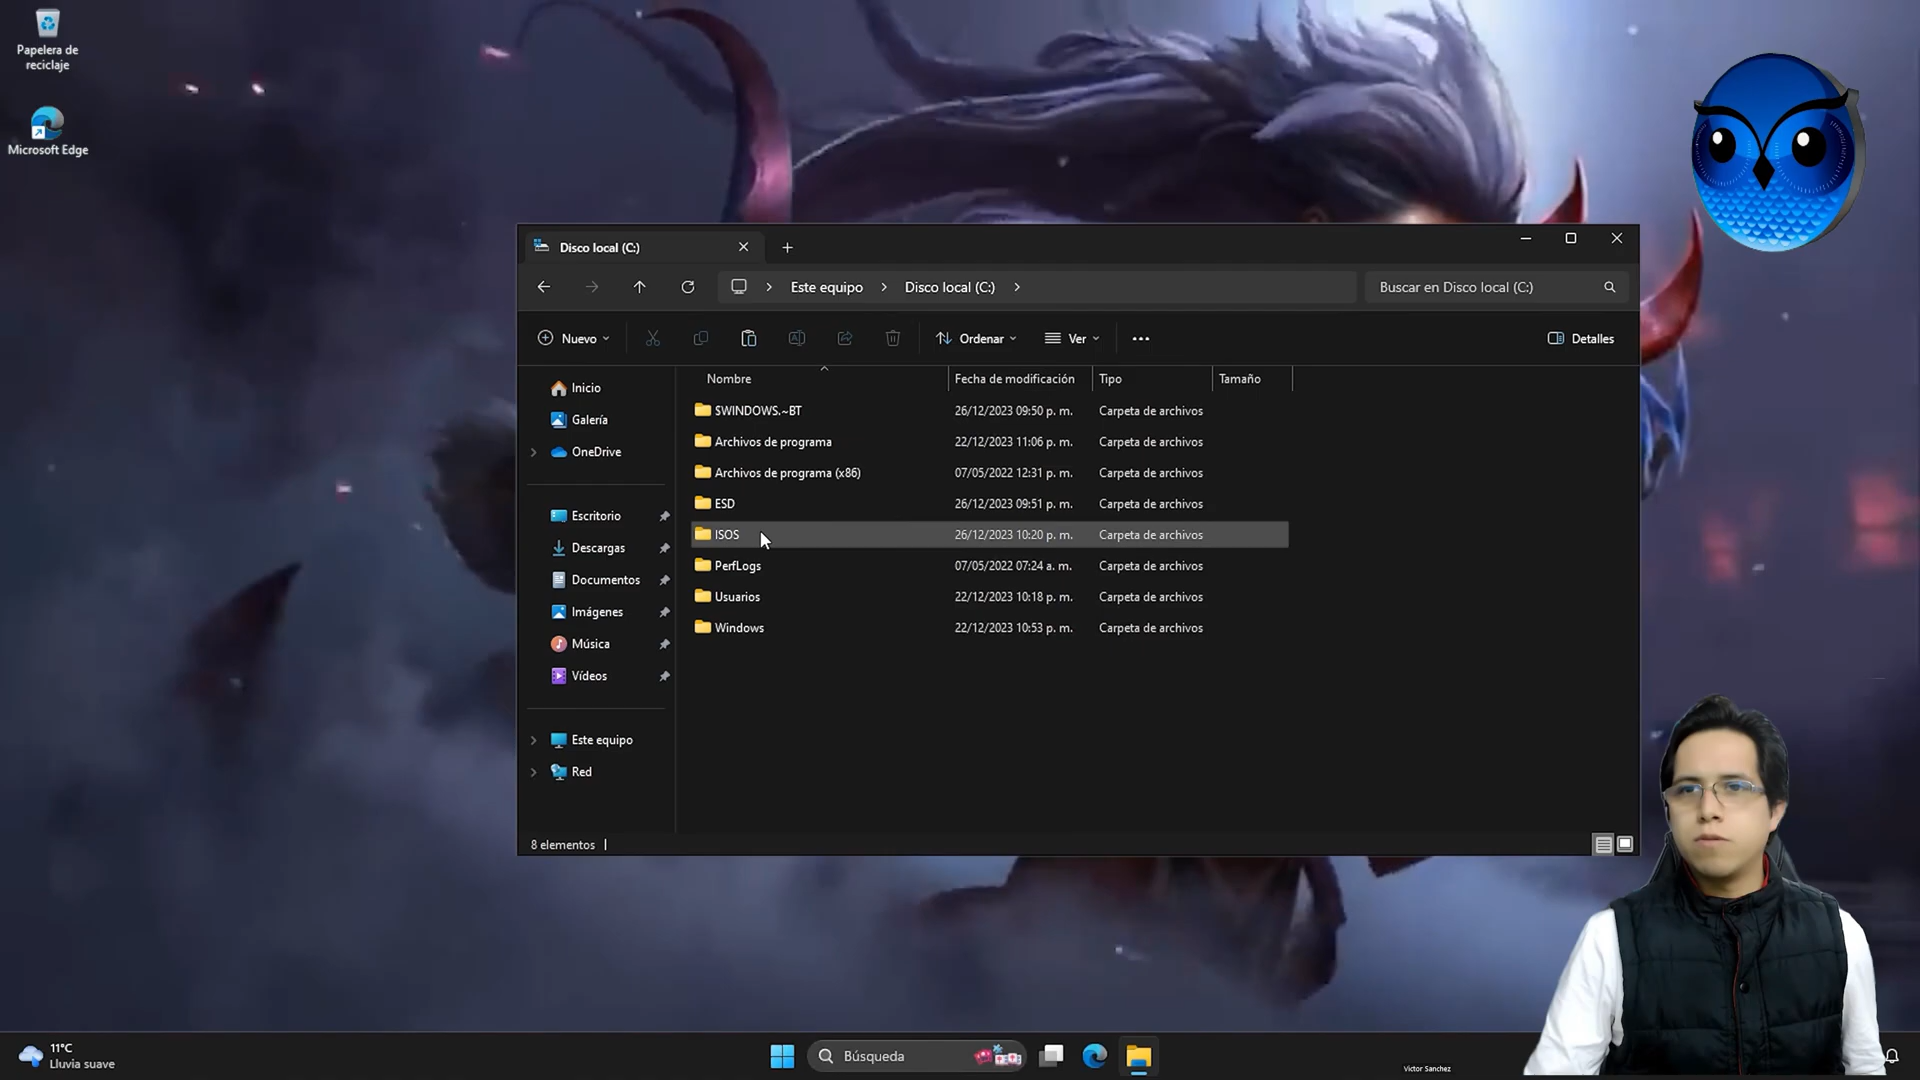 Papelera de
reciclaje
Microsoft Edge
Disco local (C:)
Este equipo
Disco local (C:)
Buscar en Disco local (C:)
Nuevo
Ordenar
Ver
Detalles
Inicio
Galería
OneDrive
Escritorio
Descargas
Documentos
Imágenes
Música
Vídeos
Este equipo
Red
Nombre Fecha de modificación Tipo Tamaño
$WINDOWS.~BT 26/12/2023 09:50 p. m. Carpeta de archivos
Archivos de programa 22/12/2023 11:06 p. m. Carpeta de archivos
Archivos de programa (x86) 07/05/2022 12:31 p. m. Carpeta de archivos
ESD 26/12/2023 09:51 p. m. Carpeta de archivos
ISOS 26/12/2023 10:20 p. m. Carpeta de archivos
PerfLogs 07/05/2022 07:24 a. m. Carpeta de archivos
Usuarios 22/12/2023 10:18 p. m. Carpeta de archivos
Windows 22/12/2023 10:53 p. m. Carpeta de archivos
8 elementos
11°C
Lluvia suave
Búsqueda
Victor Sanchez